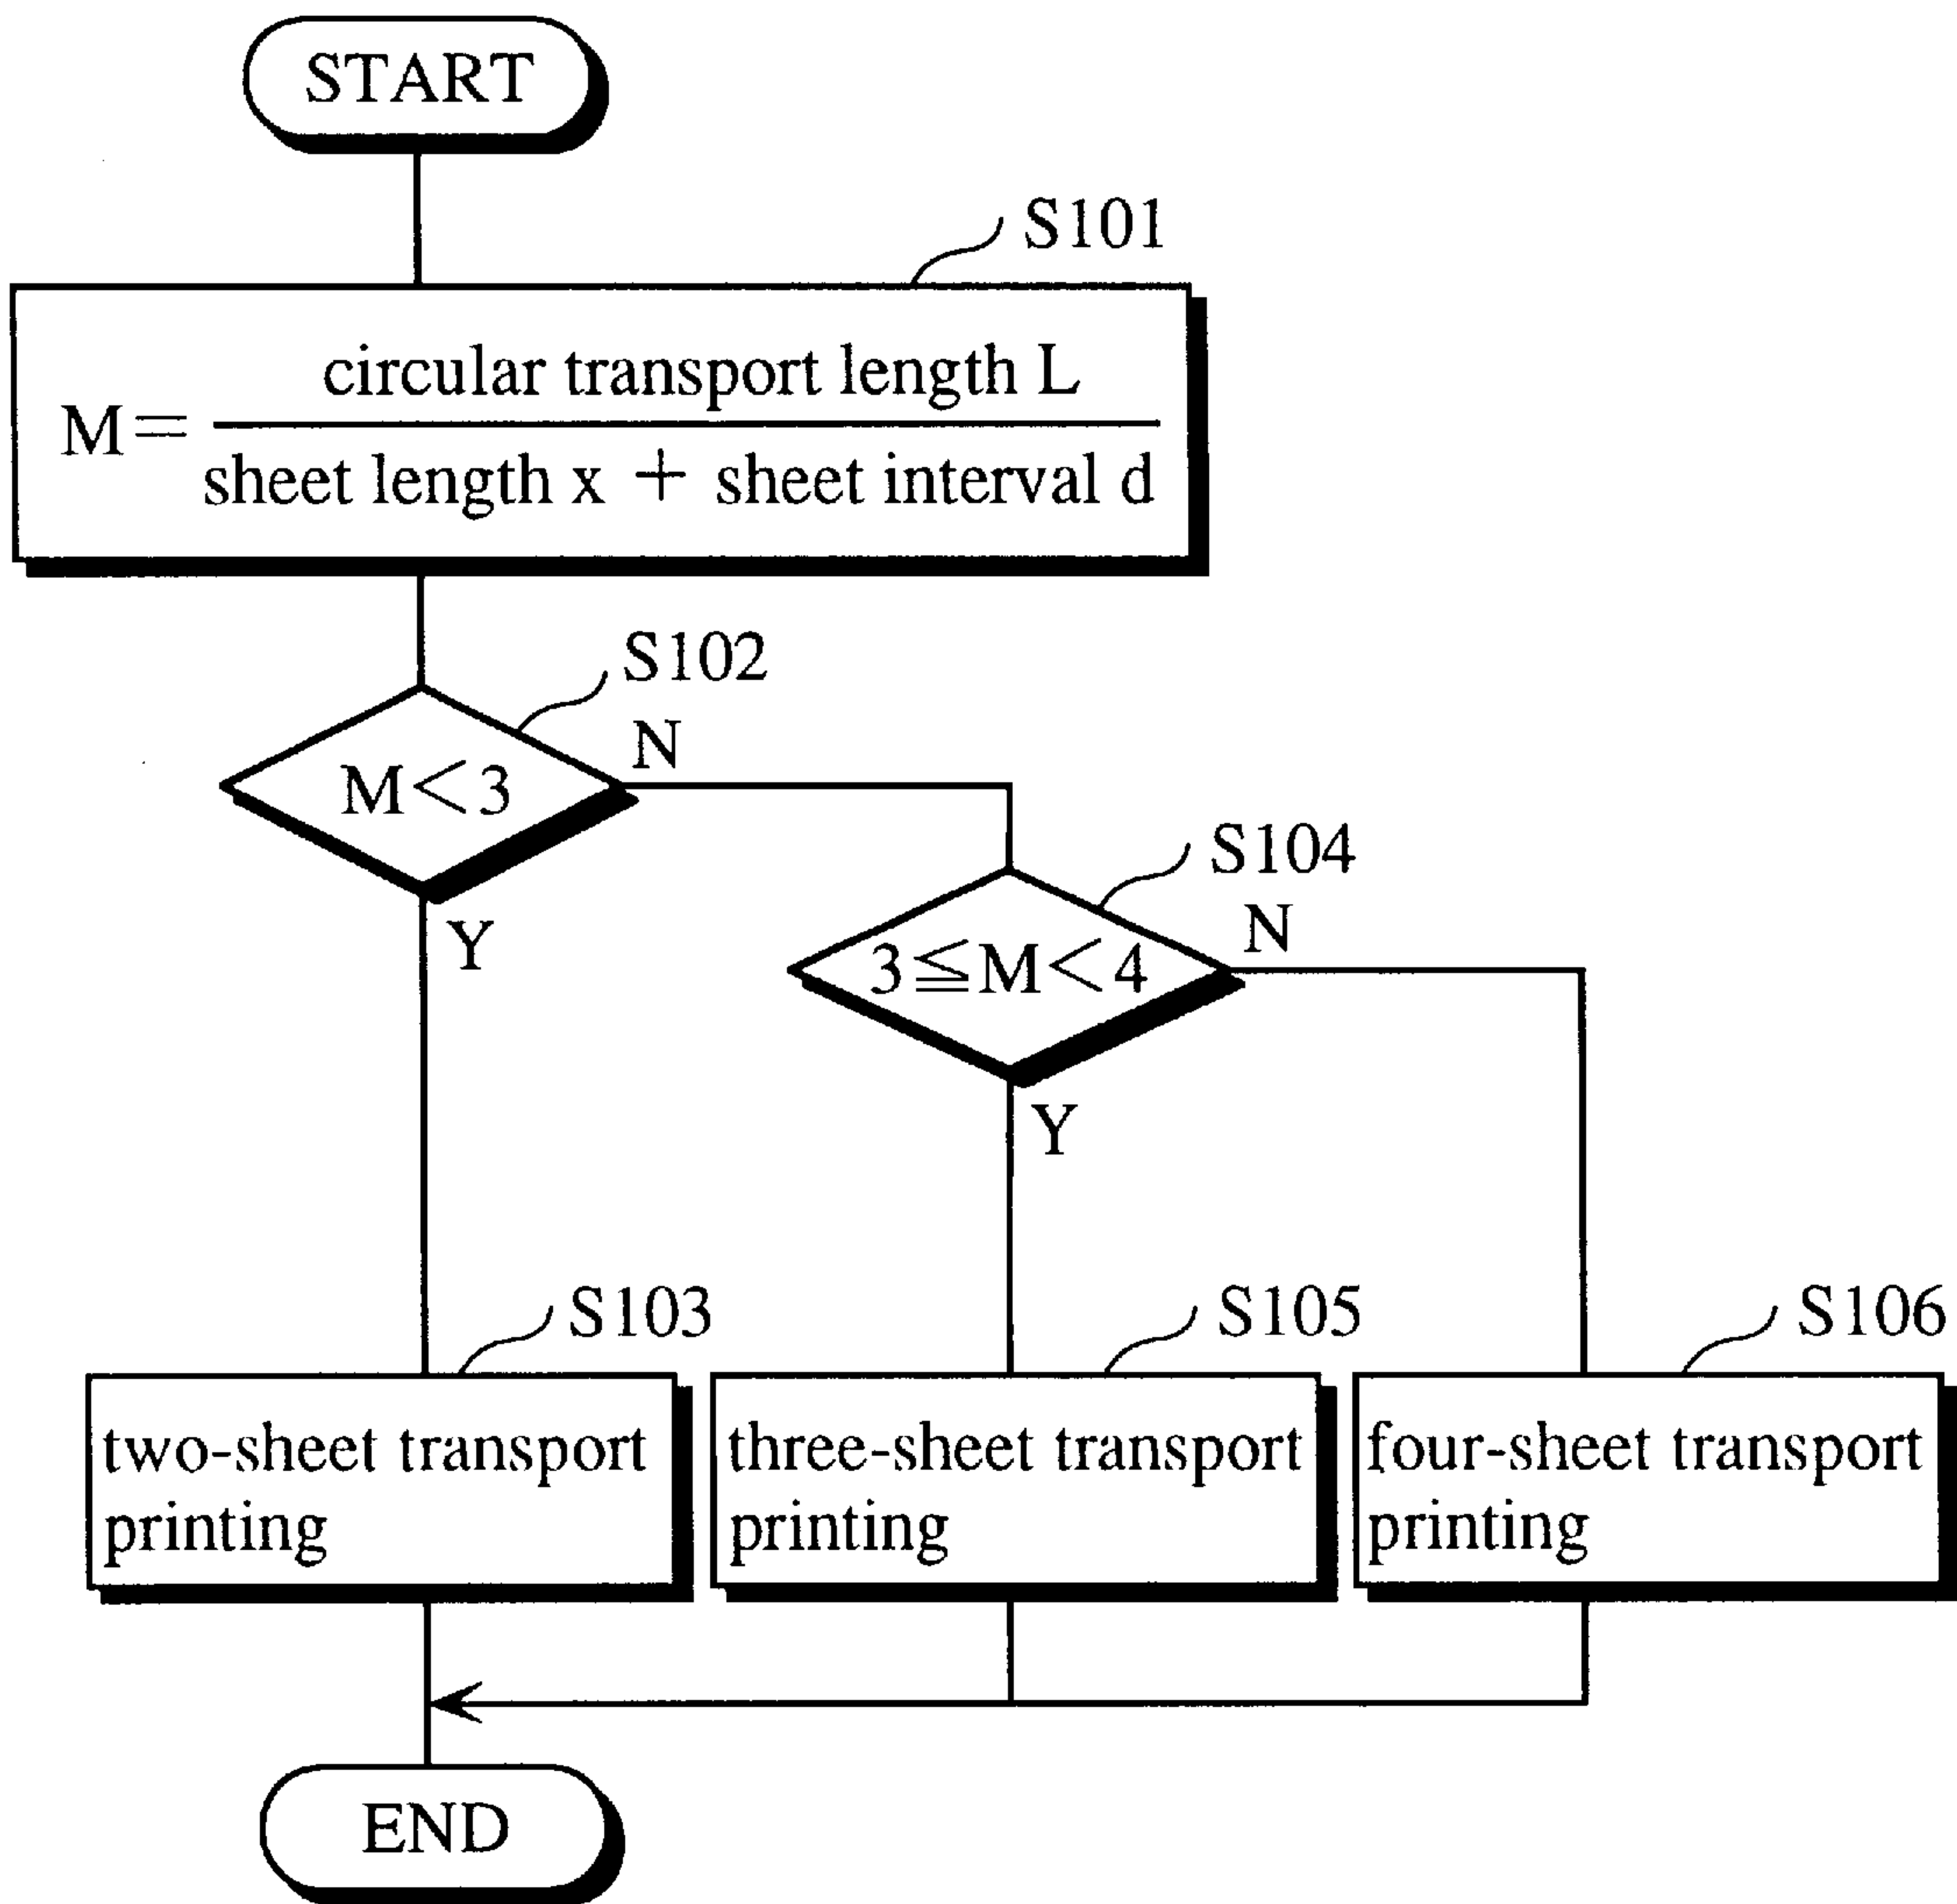 START
S101
circular transport length L
M=
sheet length x + sheet interval d
S102
N
M<3
Y
S104
N
3≦M<4
Y
S103
S105
S106
two-sheet transport
printing
three-sheet transport
printing
four-sheet transport
printing
END